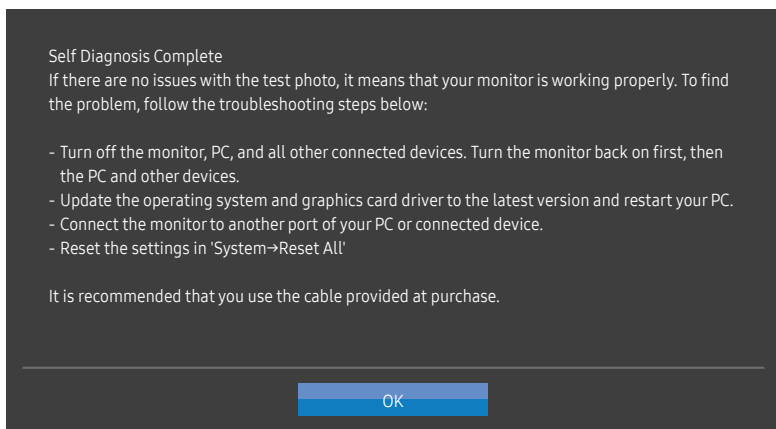 Self Diagnosis Complete
If there are no issues with the test photo, it means that your monitor is working properly. To find
the problem, follow the troubleshooting steps below:
- Turn off the monitor, PC, and all other connected devices. Turn the monitor back on first, then
the PC and other devices.
- Update the operating system and graphics card driver to the latest version and restart your PC.
- Connect the monitor to another port of your PC or connected device.
- Reset the settings in 'System→Reset All'
It is recommended that you use the cable provided at purchase.
OK